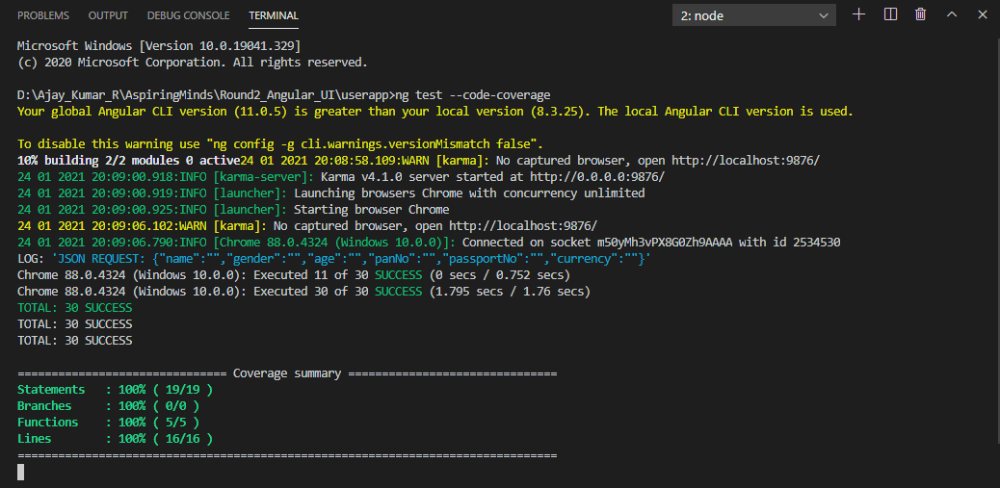 PROBLEMS OUTPUT DEBUG CONSOLE TERMINAL 2: node
Microsoft Windows [Version 10.0.19041.329]
(c) 2020 Microsoft Corporation. All rights reserved.
D:\Ajay_Kumar_R\AspiringMinds\Round2_Angular_UI\userapp>ng test --code-coverage
Your global Angular CLI version (11.0.5) is greater than your local version (8.3.25). The local Angular CLI version is used.
To disable this warning use "ng config -g cli.warnings.versionMismatch false".
10% building 2/2 modules 0 active24 01 2021 20:08:58.109:WARN [karma]: No captured browser, open http://localhost:9876/
24 01 2021 20:09:00.918:INFO [karma-server]: Karma v4.1.0 server started at http://0.0.0.0:9876/
24 01 2021 20:09:00.919:INFO [launcher]: Launching browsers Chrome with concurrency unlimited
24 01 2021 20:09:00.925:INFO [launcher]: Starting browser Chrome
24 01 2021 20:09:06.102:WARN [karma]: No captured browser, open http://localhost:9876/
24 01 2021 20:09:06.790:INFO [Chrome 88.0.4324 (Windows 10.0.0)]: Connected on socket m50yMh3vPX8G0Zh9AAAA with id 2534530
LOG: 'JSON REQUEST: {"name":"","gender":"","age":"","panNo":"","passportNo":"","currency":""}'
Chrome 88.0.4324 (Windows 10.0.0): Executed 11 of 30 SUCCESS (0 secs / 0.752 secs)
Chrome 88.0.4324 (Windows 10.0.0): Executed 30 of 30 SUCCESS (1.795 secs / 1.76 secs)
TOTAL: 30 SUCCESS
TOTAL: 30 SUCCESS
TOTAL: 30 SUCCESS
=============================== Coverage summary ===============================
Statements : 100% ( 19/19 )
Branches : 100% ( 0/0 )
Functions : 100% ( 5/5 )
Lines : 100% ( 16/16 )
================================================================================